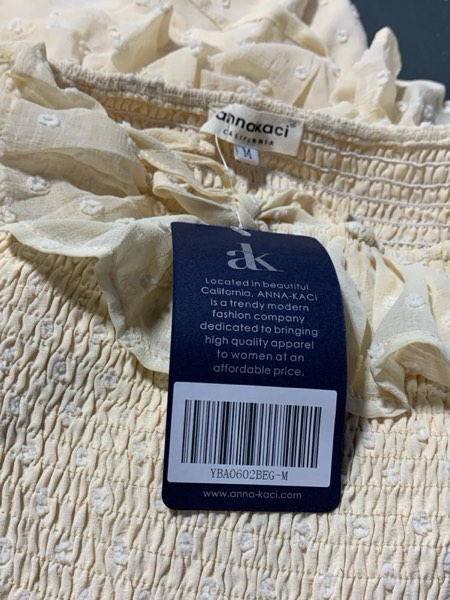 annakaci®
CALIFORNIA
M
ak
Located in beautiful
California, ANNA-KACI
is a trendy modern
fashion company
dedicated to bringing
high quality apparel
to women at an
affordable price.
YBA0602BEG-M
www.anna-kaci.com